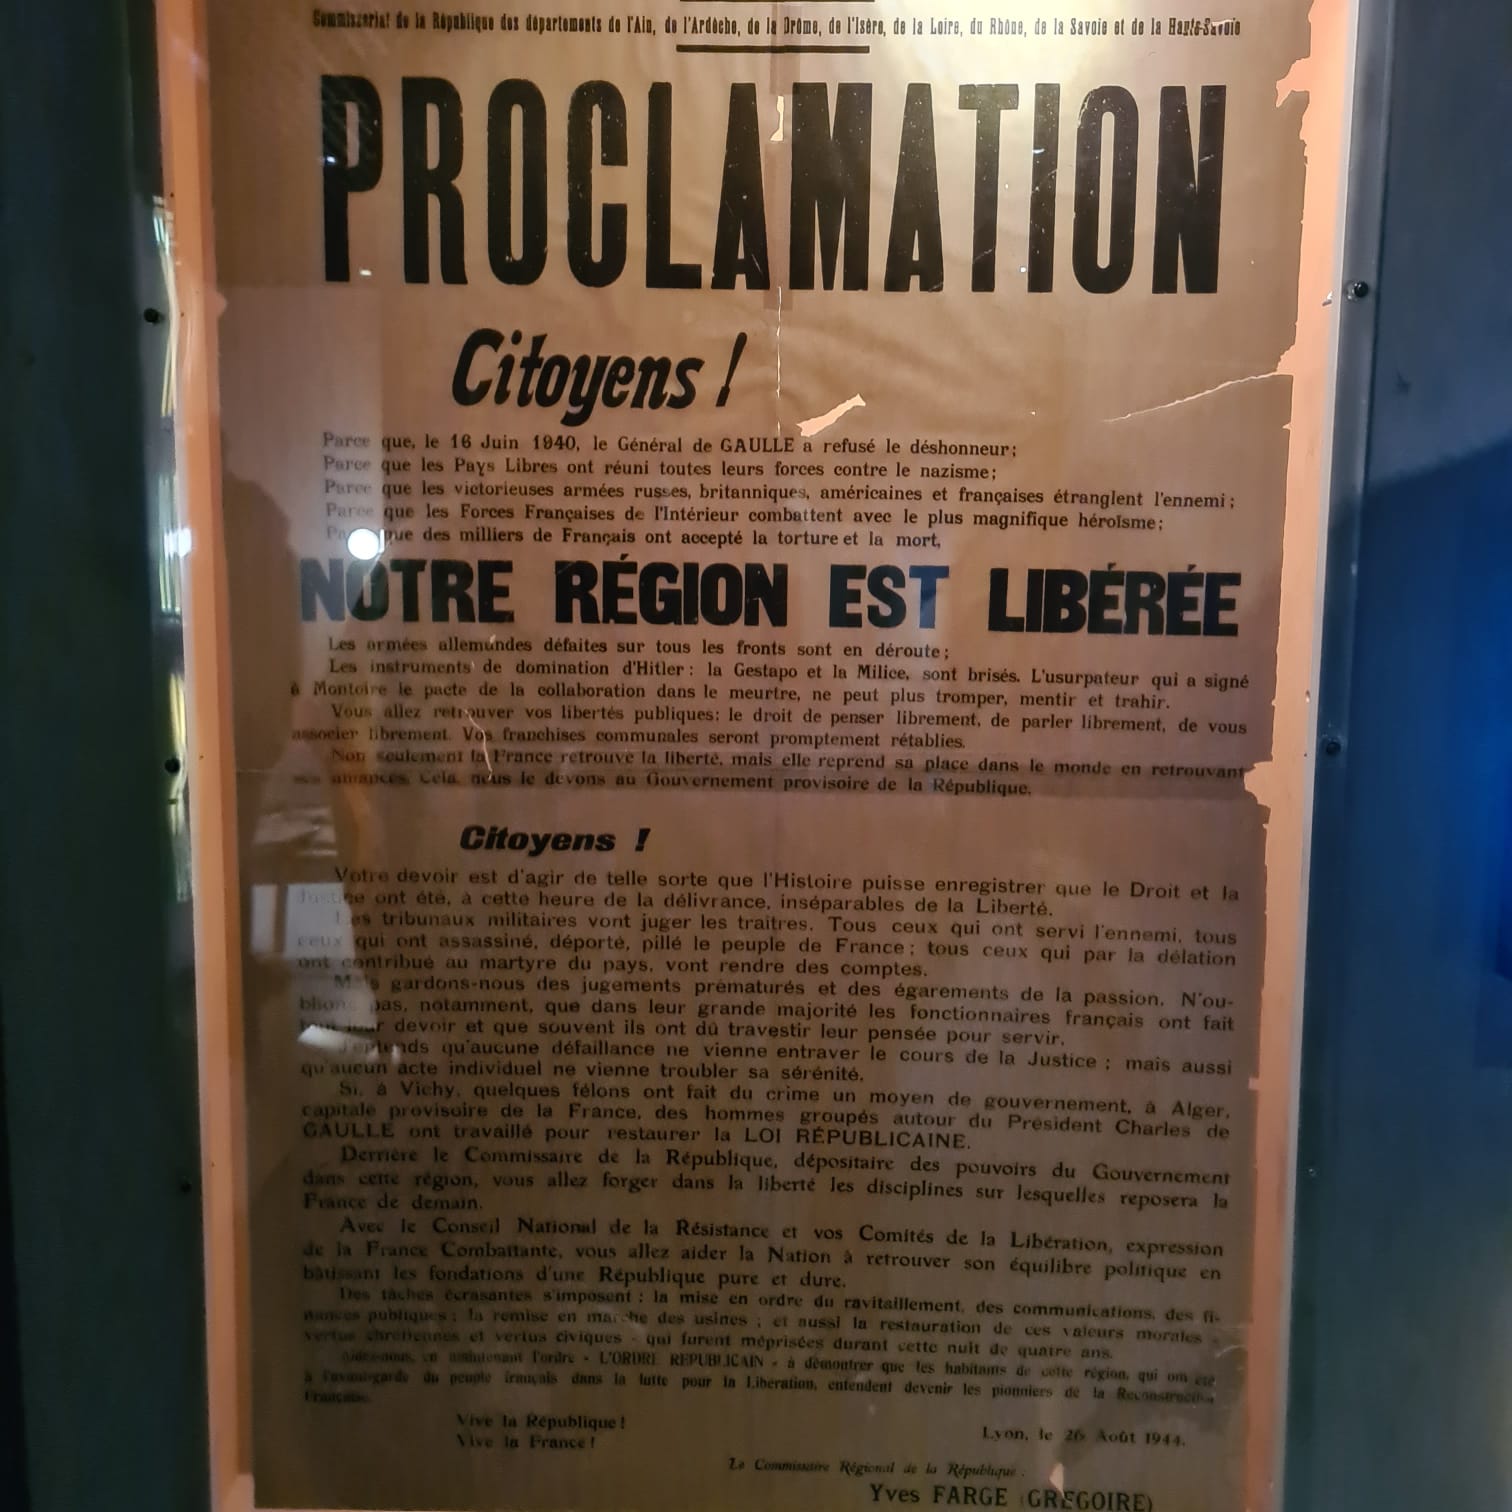 Commissariat de la République des départements de l'Ain, de l'Ardèche, de la Drôme, de l'Isère, de la Loire, du Rhône, de la Savoie et de la Haute-Savoie
PROCLAMATION
Citoyens !
Parce que, le 16 Juin 1940, le Général de GAULLE a refusé le déshonneur;
Parce que les Pays Libres ont réuni toutes leurs forces contre le nazisme;
Parce que les victorieuses armées russes, britanniques, américaines et françaises étranglent l'ennemi;
Parce que les Forces Françaises de l'Intérieur combattent avec le plus magnifique héroïsme;
Parce que des milliers de Français ont accepté la torture et la mort,
NOTRE RÉGION EST LIBÉRÉE
Les armées allemandes défaites sur tous les fronts sont en déroute;
Les instruments de domination d'Hitler : la Gestapo et la Milice, sont brisés. L'usurpateur qui a signé
à Montoire le pacte de la collaboration dans le meurtre, ne peut plus tromper, mentir et trahir.
Vous allez retrouver vos libertés publiques; le droit de penser librement, de parler librement, de vous
associer librement. Vos franchises communales seront promptement rétablies.
Non seulement la France retrouve la liberté, mais elle reprend sa place dans le monde en retrouvant
ses alliances. Cela, nous le devons au Gouvernement provisoire de la République.
Citoyens !
Votre devoir est d'agir de telle sorte que l'Histoire puisse enregistrer que le Droit et la
Justice ont été, à cette heure de la délivrance, inséparables de la Liberté.
Les tribunaux militaires vont juger les traîtres. Tous ceux qui ont servi l'ennemi, tous
ceux qui ont assassiné, déporté, pillé le peuple de France; tous ceux qui par la délation
ont contribué au martyre du pays, vont rendre des comptes.
Mais gardons-nous des jugements prématurés et des égarements de la passion. N'ou-
blions pas, notamment, que dans leur grande majorité les fonctionnaires français ont fait
leur devoir et que souvent ils ont dû travestir leur pensée pour servir.
J'entends qu'aucune défaillance ne vienne entraver le cours de la Justice; mais aussi
qu'aucun acte individuel ne vienne troubler sa sérénité.
Si, à Vichy, quelques félons ont fait du crime un moyen de gouvernement, à Alger,
capitale provisoire de la France, des hommes groupés autour du Président Charles de
GAULLE ont travaillé pour restaurer la LOI RÉPUBLICAINE.
Derrière le Commissaire de la République, dépositaire des pouvoirs du Gouvernement
dans cette région, vous allez forger dans la liberté les disciplines sur lesquelles reposera la
France de demain.
Avec le Conseil National de la Résistance et vos Comités de la Libération, expression
de la France Combattante, vous allez aider la Nation à retrouver son équilibre politique en
bâtissant les fondations d'une République pure et dure.
Des tâches écrasantes s'imposent : la mise en ordre du ravitaillement, des communications, des fi-
nances publiques; la remise en marche des usines; et aussi la restauration de ces valeurs morales -
vertus chrétiennes et vertus civiques - qui furent méprisées durant cette nuit de quatre ans.
Aidez-nous, en maintenant l'ordre - L'ORDRE REPUBLICAIN - à démontrer que les habitants de cette région, qui ont été
à l'avant-garde du peuple français dans la lutte pour la Libération, entendent devenir les pionniers de la Reconstruction
Française.
Vive la République !
Vive la France !
Lyon, le 26 Août 1944.
Le Commissaire Régional de la République :
Yves FARGE (GREGOIRE)